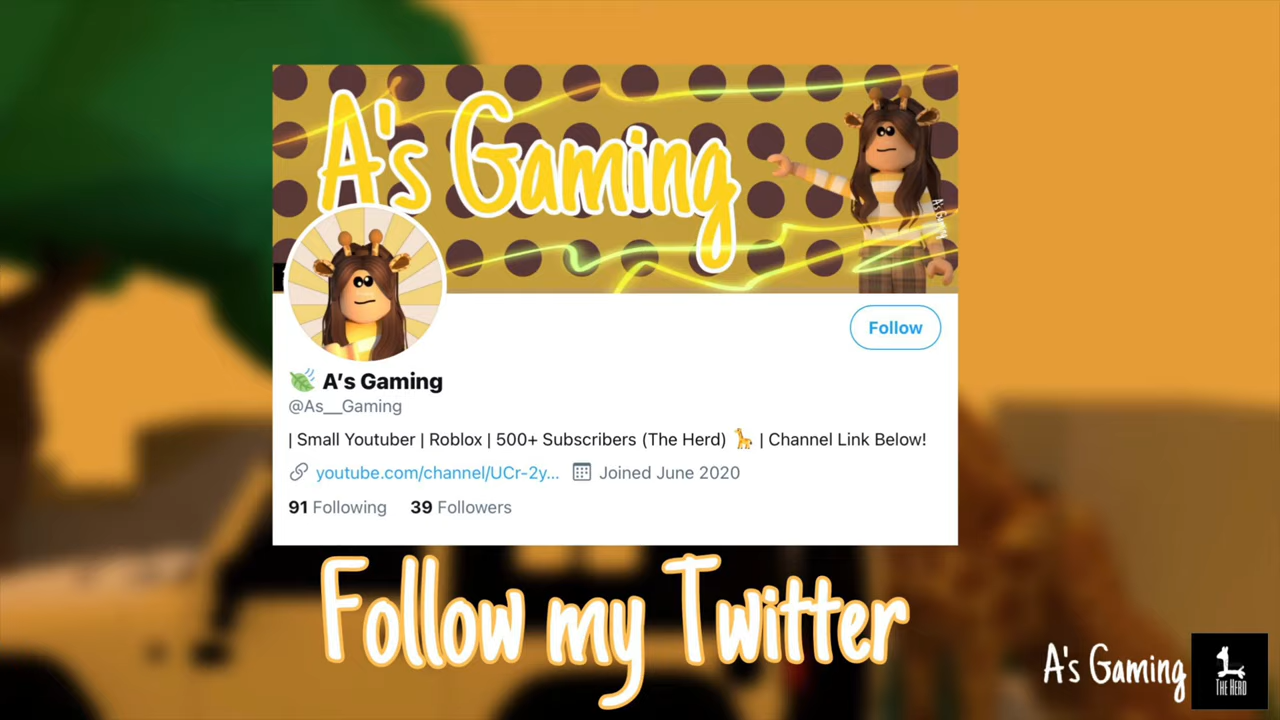 A's Gaming
A's Gaming
Follow
🍃 A's Gaming
@As__Gaming
| Small Youtuber | Roblox | 500+ Subscribers (The Herd) 🦒 | Channel Link Below!
youtube.com/channel/UCr-2y... Joined June 2020
91 Following 39 Followers
Follow my Twitter
A's Gaming
THE HERD